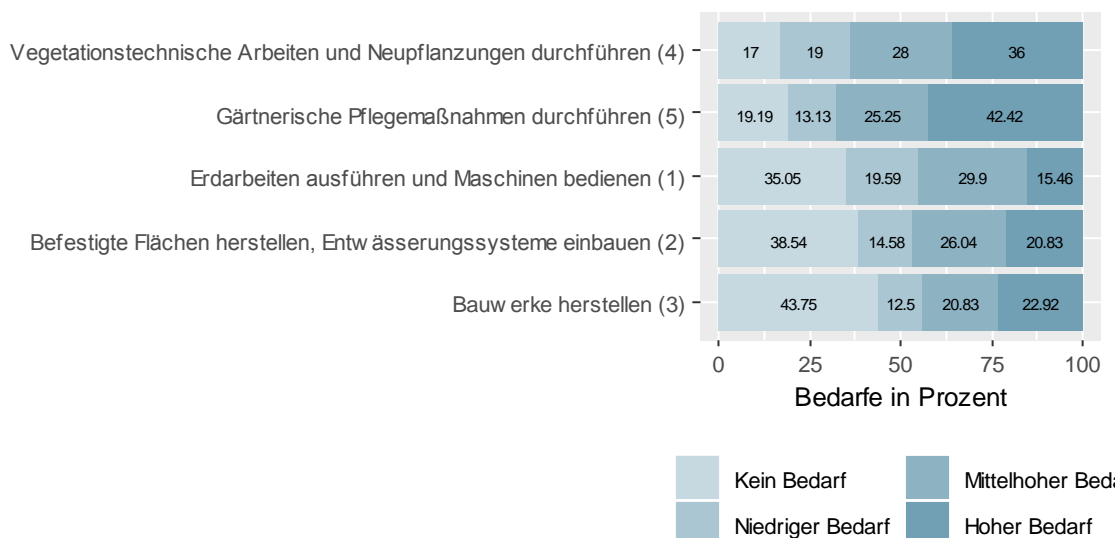 Vegetationstechnische Arbeiten und Neupflanzungen durchführen (4) 17 19 28 36
Gärtnerische Pflegemaßnahmen durchführen (5) 19.19 13.13 25.25 42.42
Erdarbeiten ausführen und Maschinen bedienen (1) 35.05 19.59 29.9 15.46
Befestigte Flächen herstellen, Entw ässerungssysteme einbauen (2) 38.54 14.58 26.04 20.83
Bauw erke herstellen (3) 43.75 12.5 20.83 22.92
0 25 50 75 100
Bedarfe in Prozent
Kein Bedarf Mittelhoher Beda
Niedriger Bedarf Hoher Bedarf